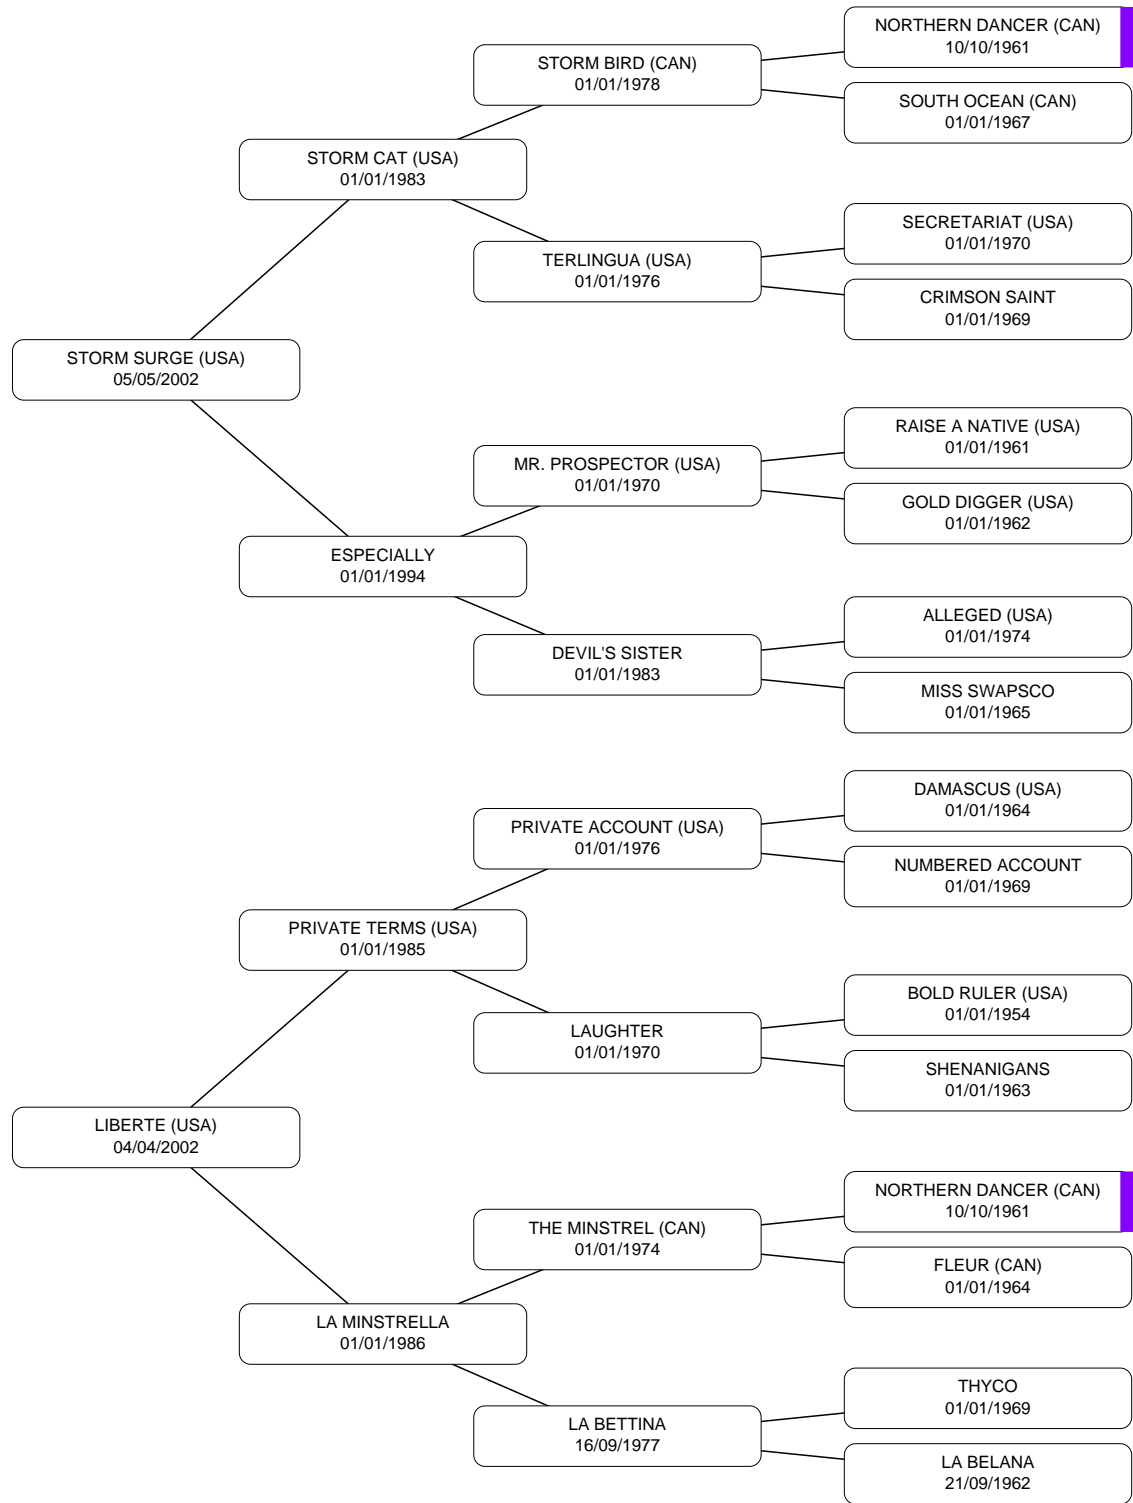 NORTHERN DANCER (CAN)
10/10/1961
STORM BIRD (CAN)
01/01/1978
SOUTH OCEAN (CAN)
01/01/1967
STORM CAT (USA)
01/01/1983
SECRETARIAT (USA)
01/01/1970
TERLINGUA (USA)
01/01/1976
CRIMSON SAINT
01/01/1969
STORM SURGE (USA)
05/05/2002
RAISE A NATIVE (USA)
01/01/1961
MR. PROSPECTOR (USA)
01/01/1970
GOLD DIGGER (USA)
01/01/1962
ESPECIALLY
01/01/1994
ALLEGED (USA)
01/01/1974
DEVIL'S SISTER
01/01/1983
MISS SWAPSCO
01/01/1965
DAMASCUS (USA)
01/01/1964
PRIVATE ACCOUNT (USA)
01/01/1976
NUMBERED ACCOUNT
01/01/1969
PRIVATE TERMS (USA)
01/01/1985
BOLD RULER (USA)
01/01/1954
LAUGHTER
01/01/1970
SHENANIGANS
01/01/1963
LIBERTE (USA)
04/04/2002
NORTHERN DANCER (CAN)
10/10/1961
THE MINSTREL (CAN)
01/01/1974
FLEUR (CAN)
01/01/1964
LA MINSTRELLA
01/01/1986
THYCO
01/01/1969
LA BETTINA
16/09/1977
LA BELANA
21/09/1962